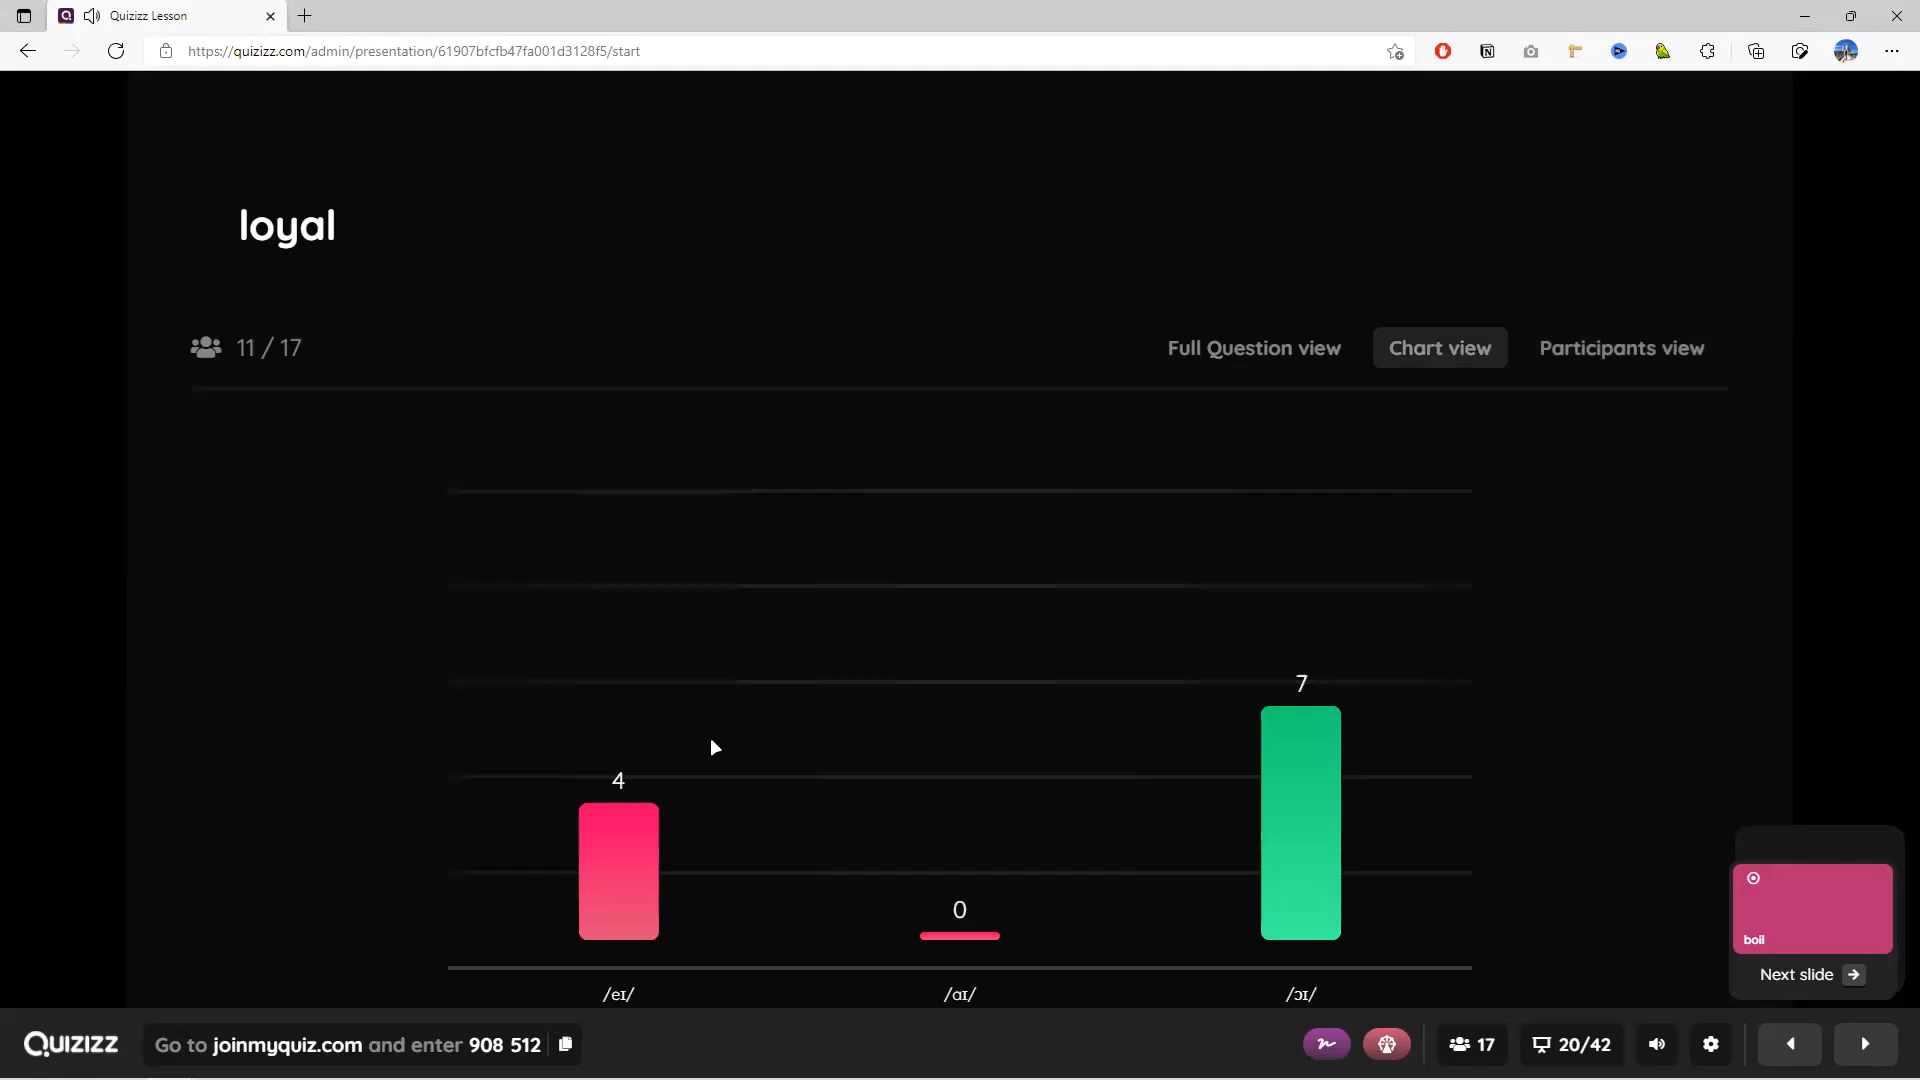 Quizizz Lesson
https://quizizz.com/admin/presentation/61907bfcfb47fa001d3128f5/start
loyal
11 / 17
Full Question view
Chart view
Participants view
7
4
0
/eɪ/
/aɪ/
/ɔɪ/
boil
Next slide
QUIZIZZ
Go to joinmyquiz.com and enter 908 512
17
20/42